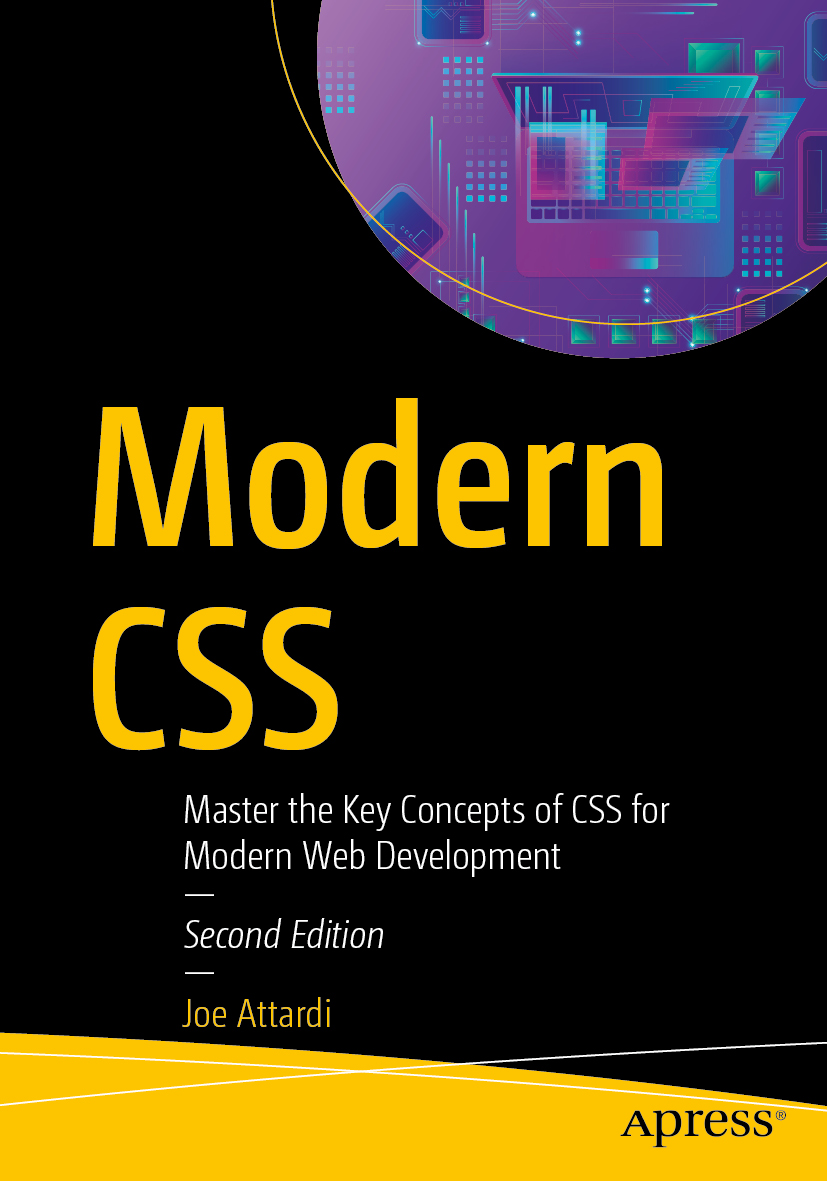 Modern
CSS
Master the Key Concepts of CSS for
Modern Web Development
—
Second Edition
—
Joe Attardi
Apress®